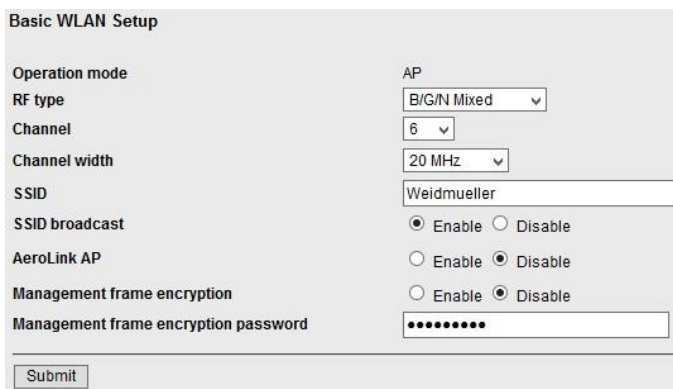 Basic WLAN Setup
Operation mode AP
RF type B/G/N Mixed
Channel 6
Channel width 20 MHz
SSID Weidmueller
SSID broadcast Enable Disable
AeroLink AP Enable Disable
Management frame encryption Enable Disable
Management frame encryption password •••••••••
Submit